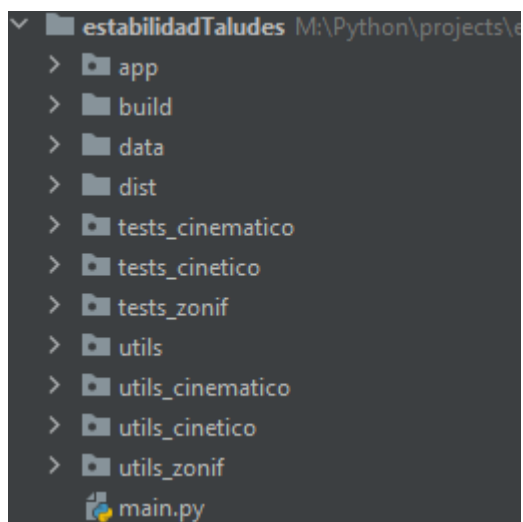 estabilidadTaludes M:\Python\projects\e
app
build
data
dist
tests_cinematico
tests_cinetico
tests_zonif
utils
utils_cinematico
utils_cinetico
utils_zonif
main.py